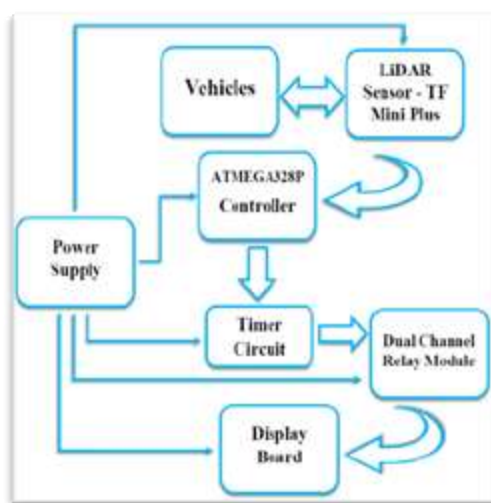 Vehicles
LiDAR
Sensor - TF
Mini Plus
ATMEGA328P
Controller
Power
Supply
Timer
Circuit
Dual Channel
Relay Module
Display
Board